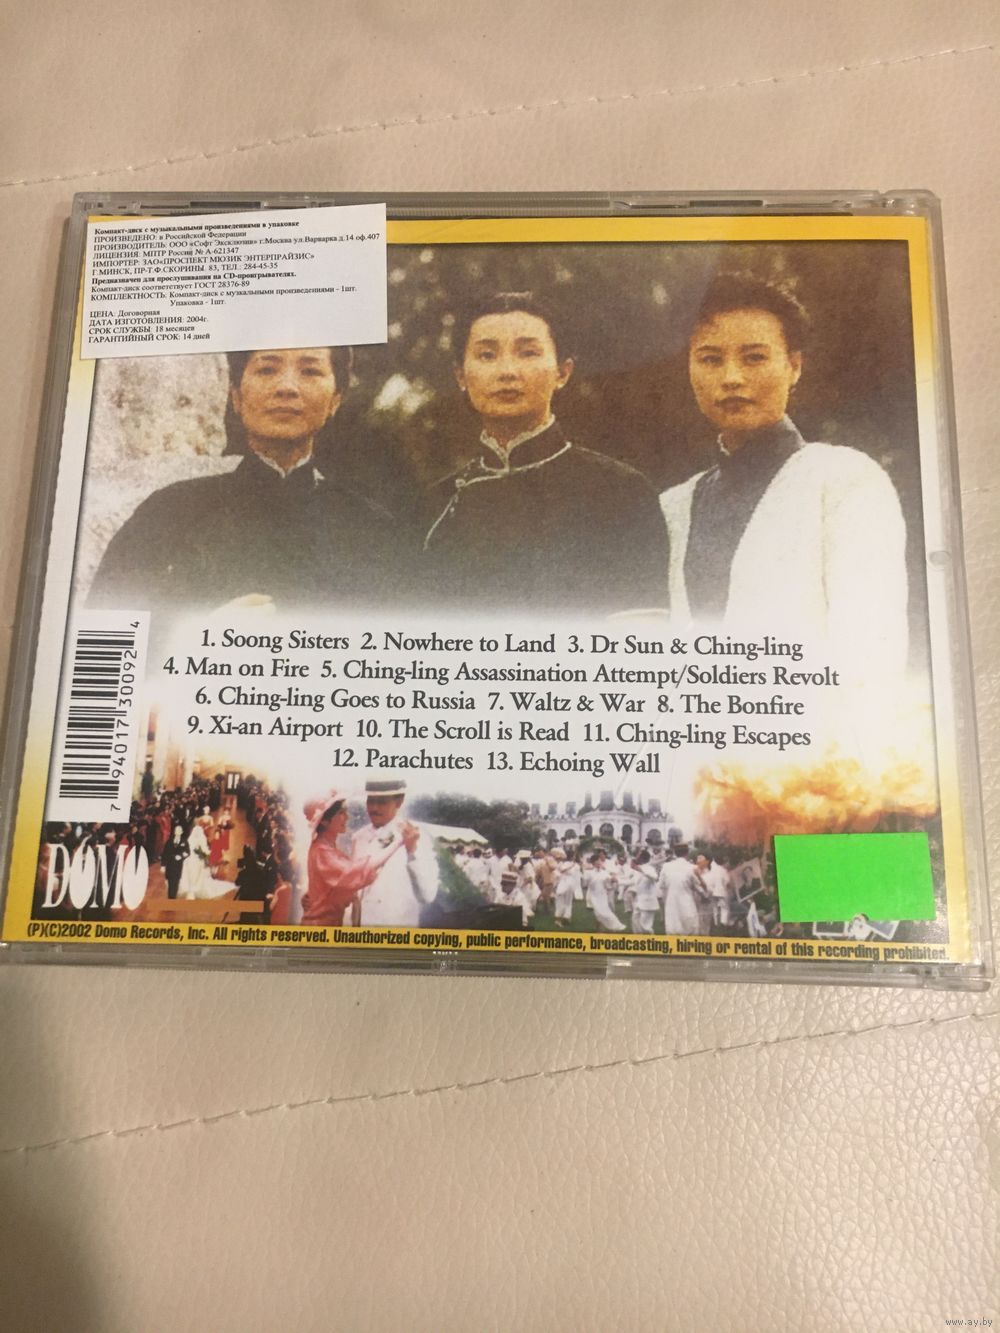 Компакт-диск с музыкальными произведениями в упаковке
ПРОИЗВЕДЕНО: в Российской Федерации
ПРОИЗВОДИТЕЛЬ: ООО «Софт Эксклюзив» г.Москва ул.Варварка д.14 оф.407
ЛИЦЕНЗИЯ: МПТР России № А-621347
ИМПОРТЕР: ЗАО«ПРОСПЕКТ МЮЗИК ЭНТЕРПРАЙЗИС»
Г.МИНСК, ПР-Т.Ф.СКОРИНЫ. 83, ТЕЛ.: 284-45-35
Предназначен для прослушивания на CD-проигрывателях.
Компакт-диск соответствует ГОСТ 28376-89
КОМПЛЕКТНОСТЬ: Компакт-диск с музкальными произведениями - 1шт.
Упаковка - 1шт.
ЦЕНА: Договорная
ДАТА ИЗГОТОВЛЕНИЯ: 2004г.
СРОК СЛУЖБЫ: 18 месяцев
ГАРАНТИЙНЫЙ СРОК: 14 дней
1. Soong Sisters 2. Nowhere to Land 3. Dr Sun & Ching-ling
4. Man on Fire 5. Ching-ling Assassination Attempt/Soldiers Revolt
6. Ching-ling Goes to Russia 7. Waltz & War 8. The Bonfire
9. Xi-an Airport 10. The Scroll is Read 11. Ching-ling Escapes
12. Parachutes 13. Echoing Wall
7 94017 30092 4
DOMO
(P)(C)2002 Domo Records, Inc. All rights reserved. Unauthorized copying, public performance, broadcasting, hiring or rental of this recording prohibited.
www.ay.by